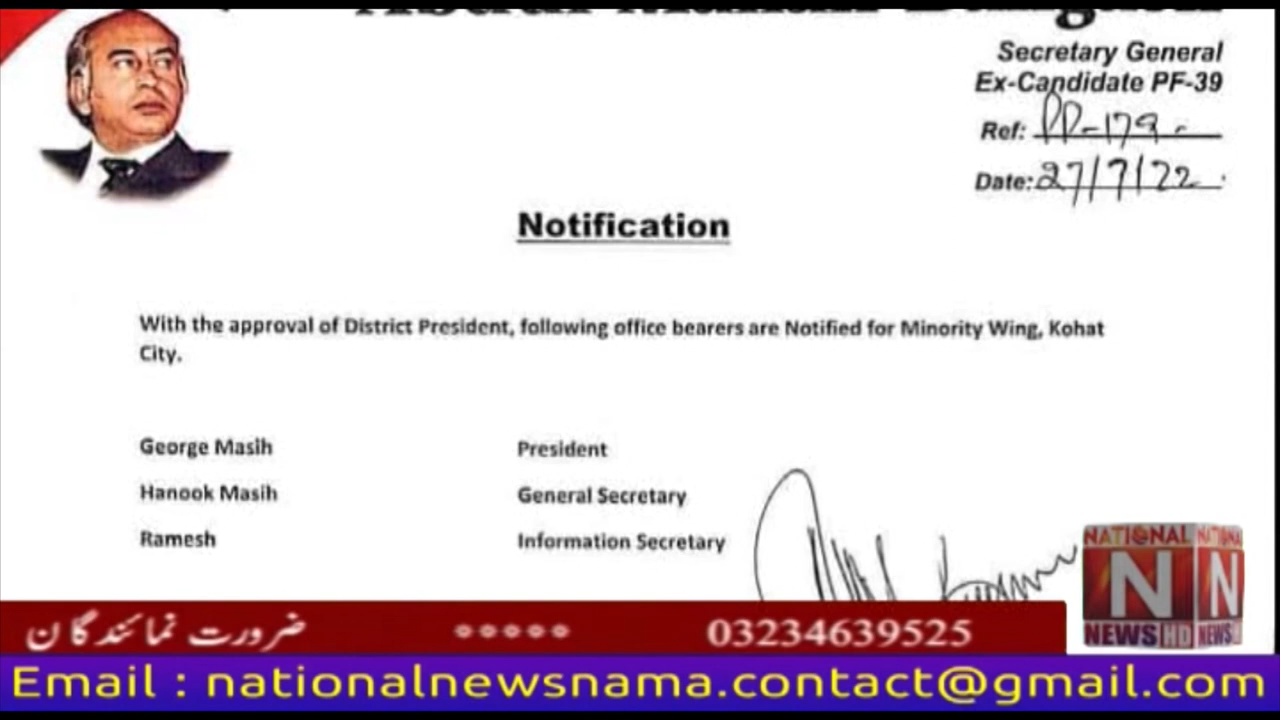 Secretary General
Ex-Candidate PF-39
Ref: PP-179-
Date: 27/7/22
Notification
With the approval of District President, following office bearers are Notified for Minority Wing, Kohat
City.
George Masih President
Hanook Masih General Secretary
Ramesh Information Secretary
NATIONAL
N N
NEWS HD NEWS
ضرورت نمائندگان ***** 03234639525
Email : nationalnewsnama.contact@gmail.com